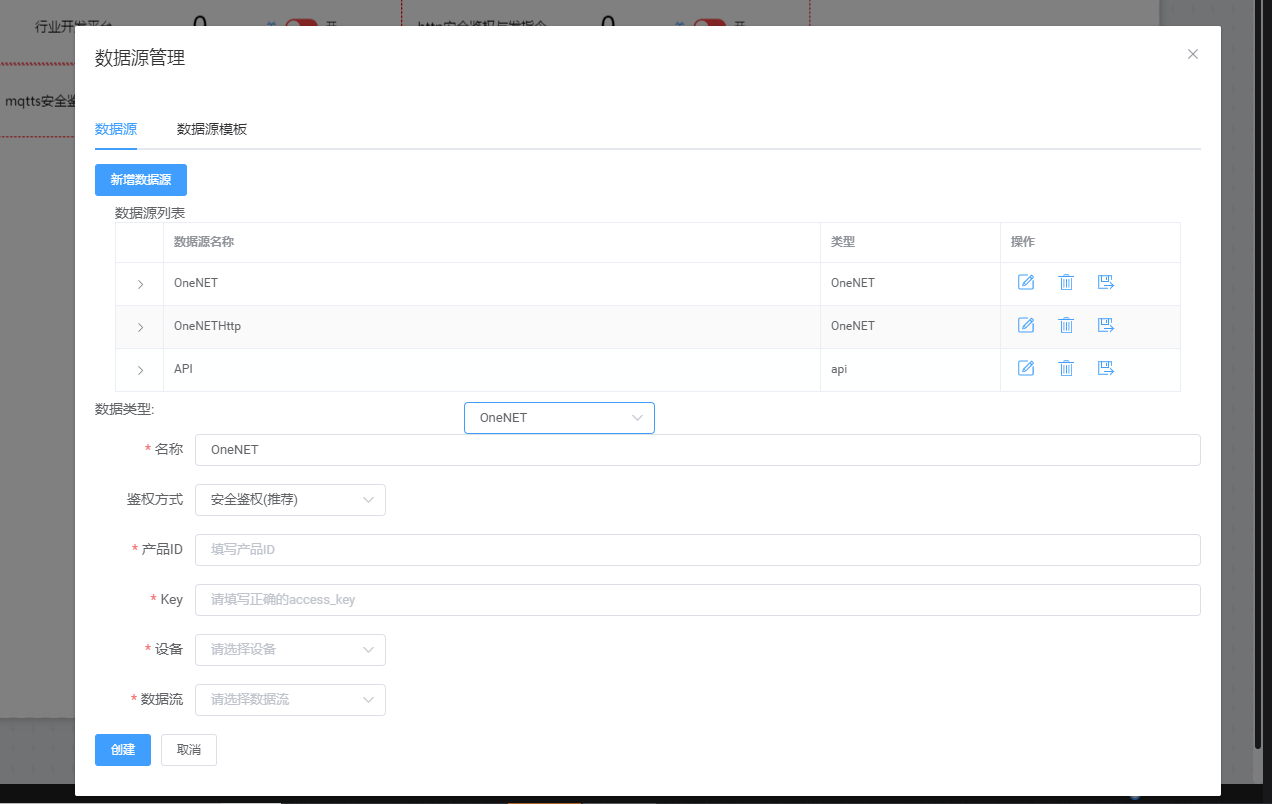 行业开发平台 0 开 http安全鉴权与发指令 0 开
数据源管理
mqtts安全鉴
数据源 数据源模板
新增数据源
数据源列表
数据源名称 类型 操作
OneNET OneNET
OneNETHttp OneNET
API api
数据类型: OneNET
* 名称 OneNET
鉴权方式 安全鉴权(推荐)
* 产品ID 填写产品ID
* Key 请填写正确的access_key
* 设备 请选择设备
* 数据流 请选择数据流
创建 取消